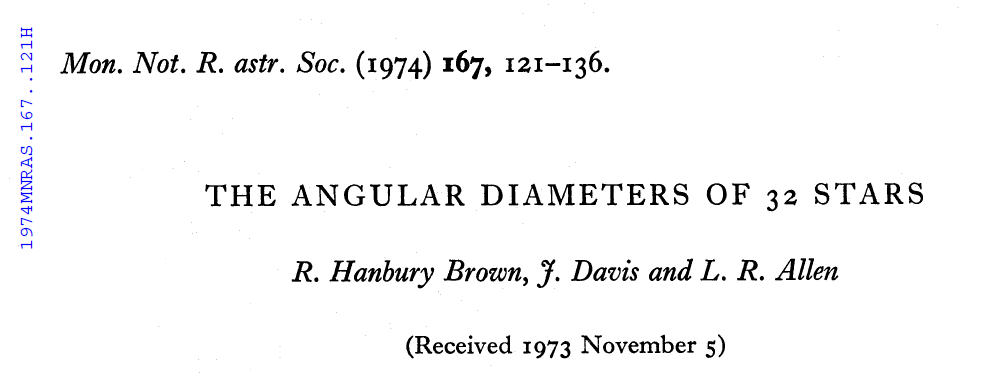 1974MNRAS.167..121H
Mon. Not. R. astr. Soc. (1974) 167, 121–136.
THE ANGULAR DIAMETERS OF 32 STARS
R. Hanbury Brown, J. Davis and L. R. Allen
(Received 1973 November 5)